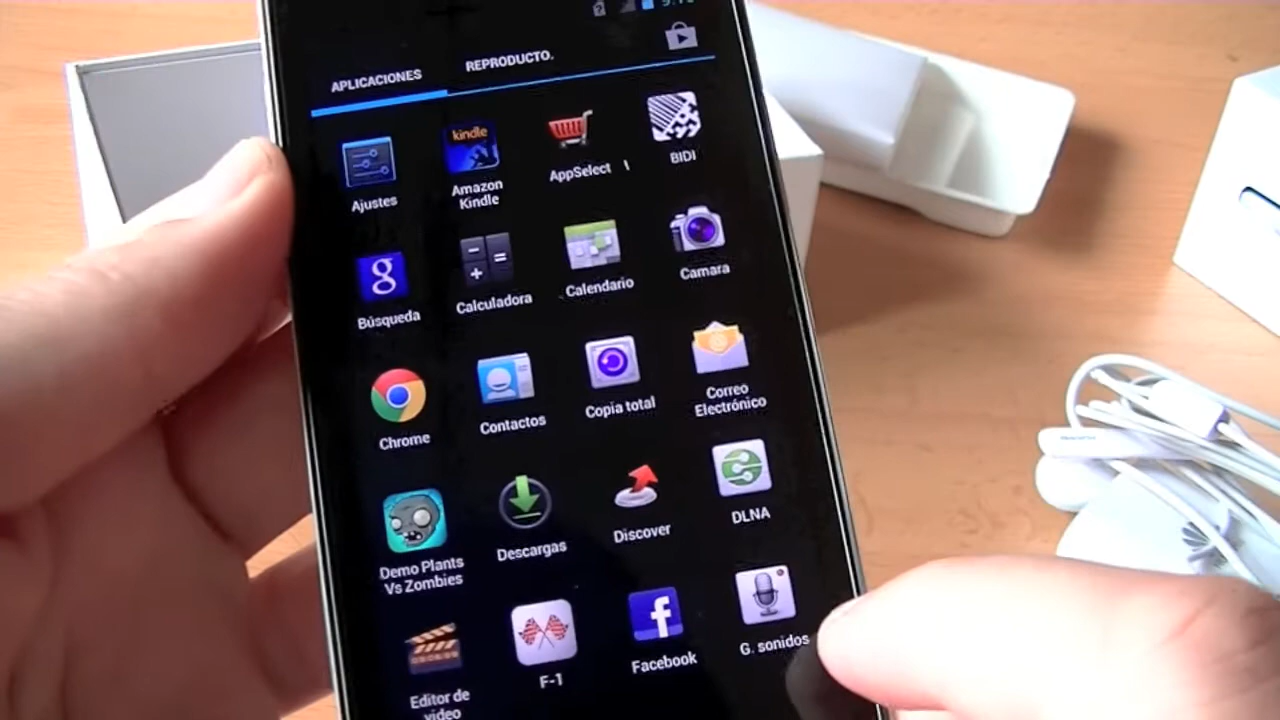 APLICACIONES
REPRODUCTO.
Ajustes
kindle
Amazon
Kindle
AppSelect
BIDI
g
Búsqueda
Calculadora
Calendario
Camara
Chrome
Contactos
Copia total
Correo
Electrónico
Demo Plants
Vs Zombies
Descargas
Discover
DLNA
Editor de
video
F-1
f
Facebook
G. sonidos